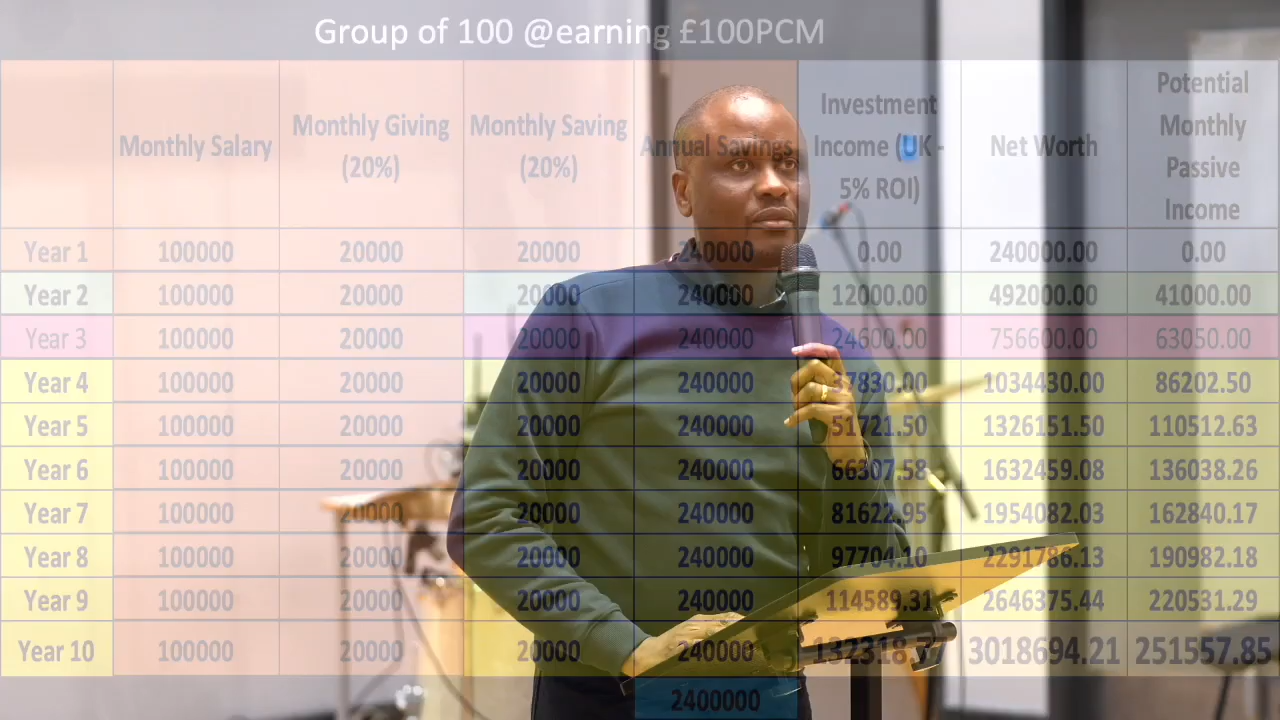 Group of 100 @earning £100PCM
Monthly Salary Monthly Giving (20%) Monthly Saving (20%) Annual Savings Investment Income (UK - 5% ROI) Net Worth Potential Monthly Passive Income
Year 1 100000 20000 20000 240000 0.00 240000.00 0.00
Year 2 100000 20000 20000 240000 12000.00 492000.00 41000.00
Year 3 100000 20000 20000 240000 24600.00 756600.00 63050.00
Year 4 100000 20000 20000 240000 37830.00 1034430.00 86202.50
Year 5 100000 20000 20000 240000 51721.50 1326151.50 110512.63
Year 6 100000 20000 20000 240000 66307.58 1632459.08 136038.26
Year 7 100000 20000 20000 240000 81622.95 1954082.03 162840.17
Year 8 100000 20000 20000 240000 97704.10 2291786.13 190982.18
Year 9 100000 20000 20000 240000 114589.31 2646375.44 220531.29
Year 10 100000 20000 20000 240000 132318.77 3018694.21 251557.85
2400000